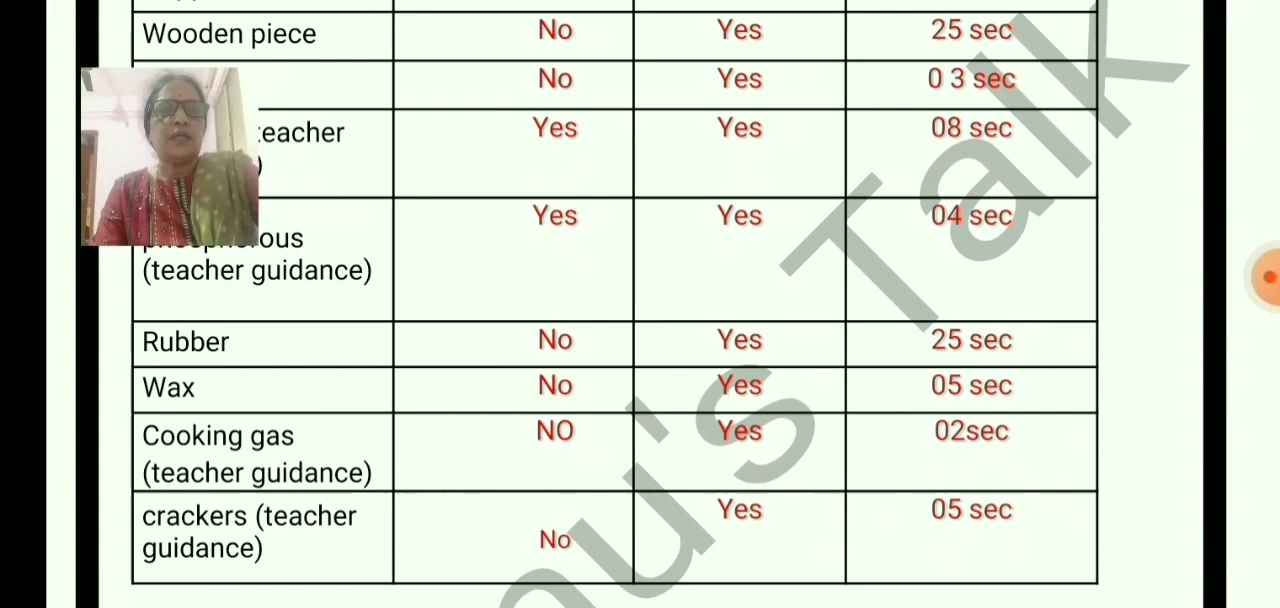 Wooden piece No Yes 25 sec
No Yes 0 3 sec
teacher Yes Yes 08 sec
)
Yes Yes 04 sec
(teacher guidance)
Rubber No Yes 25 sec
Wax No Yes 05 sec
Cooking gas NO Yes 02sec
(teacher guidance)
crackers (teacher Yes 05 sec
guidance) No
u's Talk